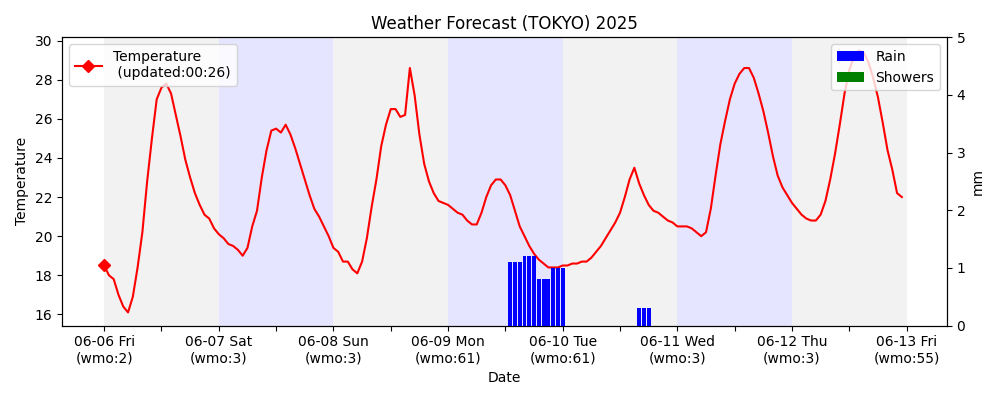 Weather Forecast (TOKYO) 2025
Temperature
(updated:00:26)
Rain
Showers
Temperature
30
28
26
24
22
20
18
16
5
4
3
2
1
0
mm
06-06 Fri
(wmo:2)
06-07 Sat
(wmo:3)
06-08 Sun
(wmo:3)
06-09 Mon
(wmo:61)
06-10 Tue
(wmo:61)
06-11 Wed
(wmo:3)
06-12 Thu
(wmo:3)
06-13 Fri
(wmo:55)
Date